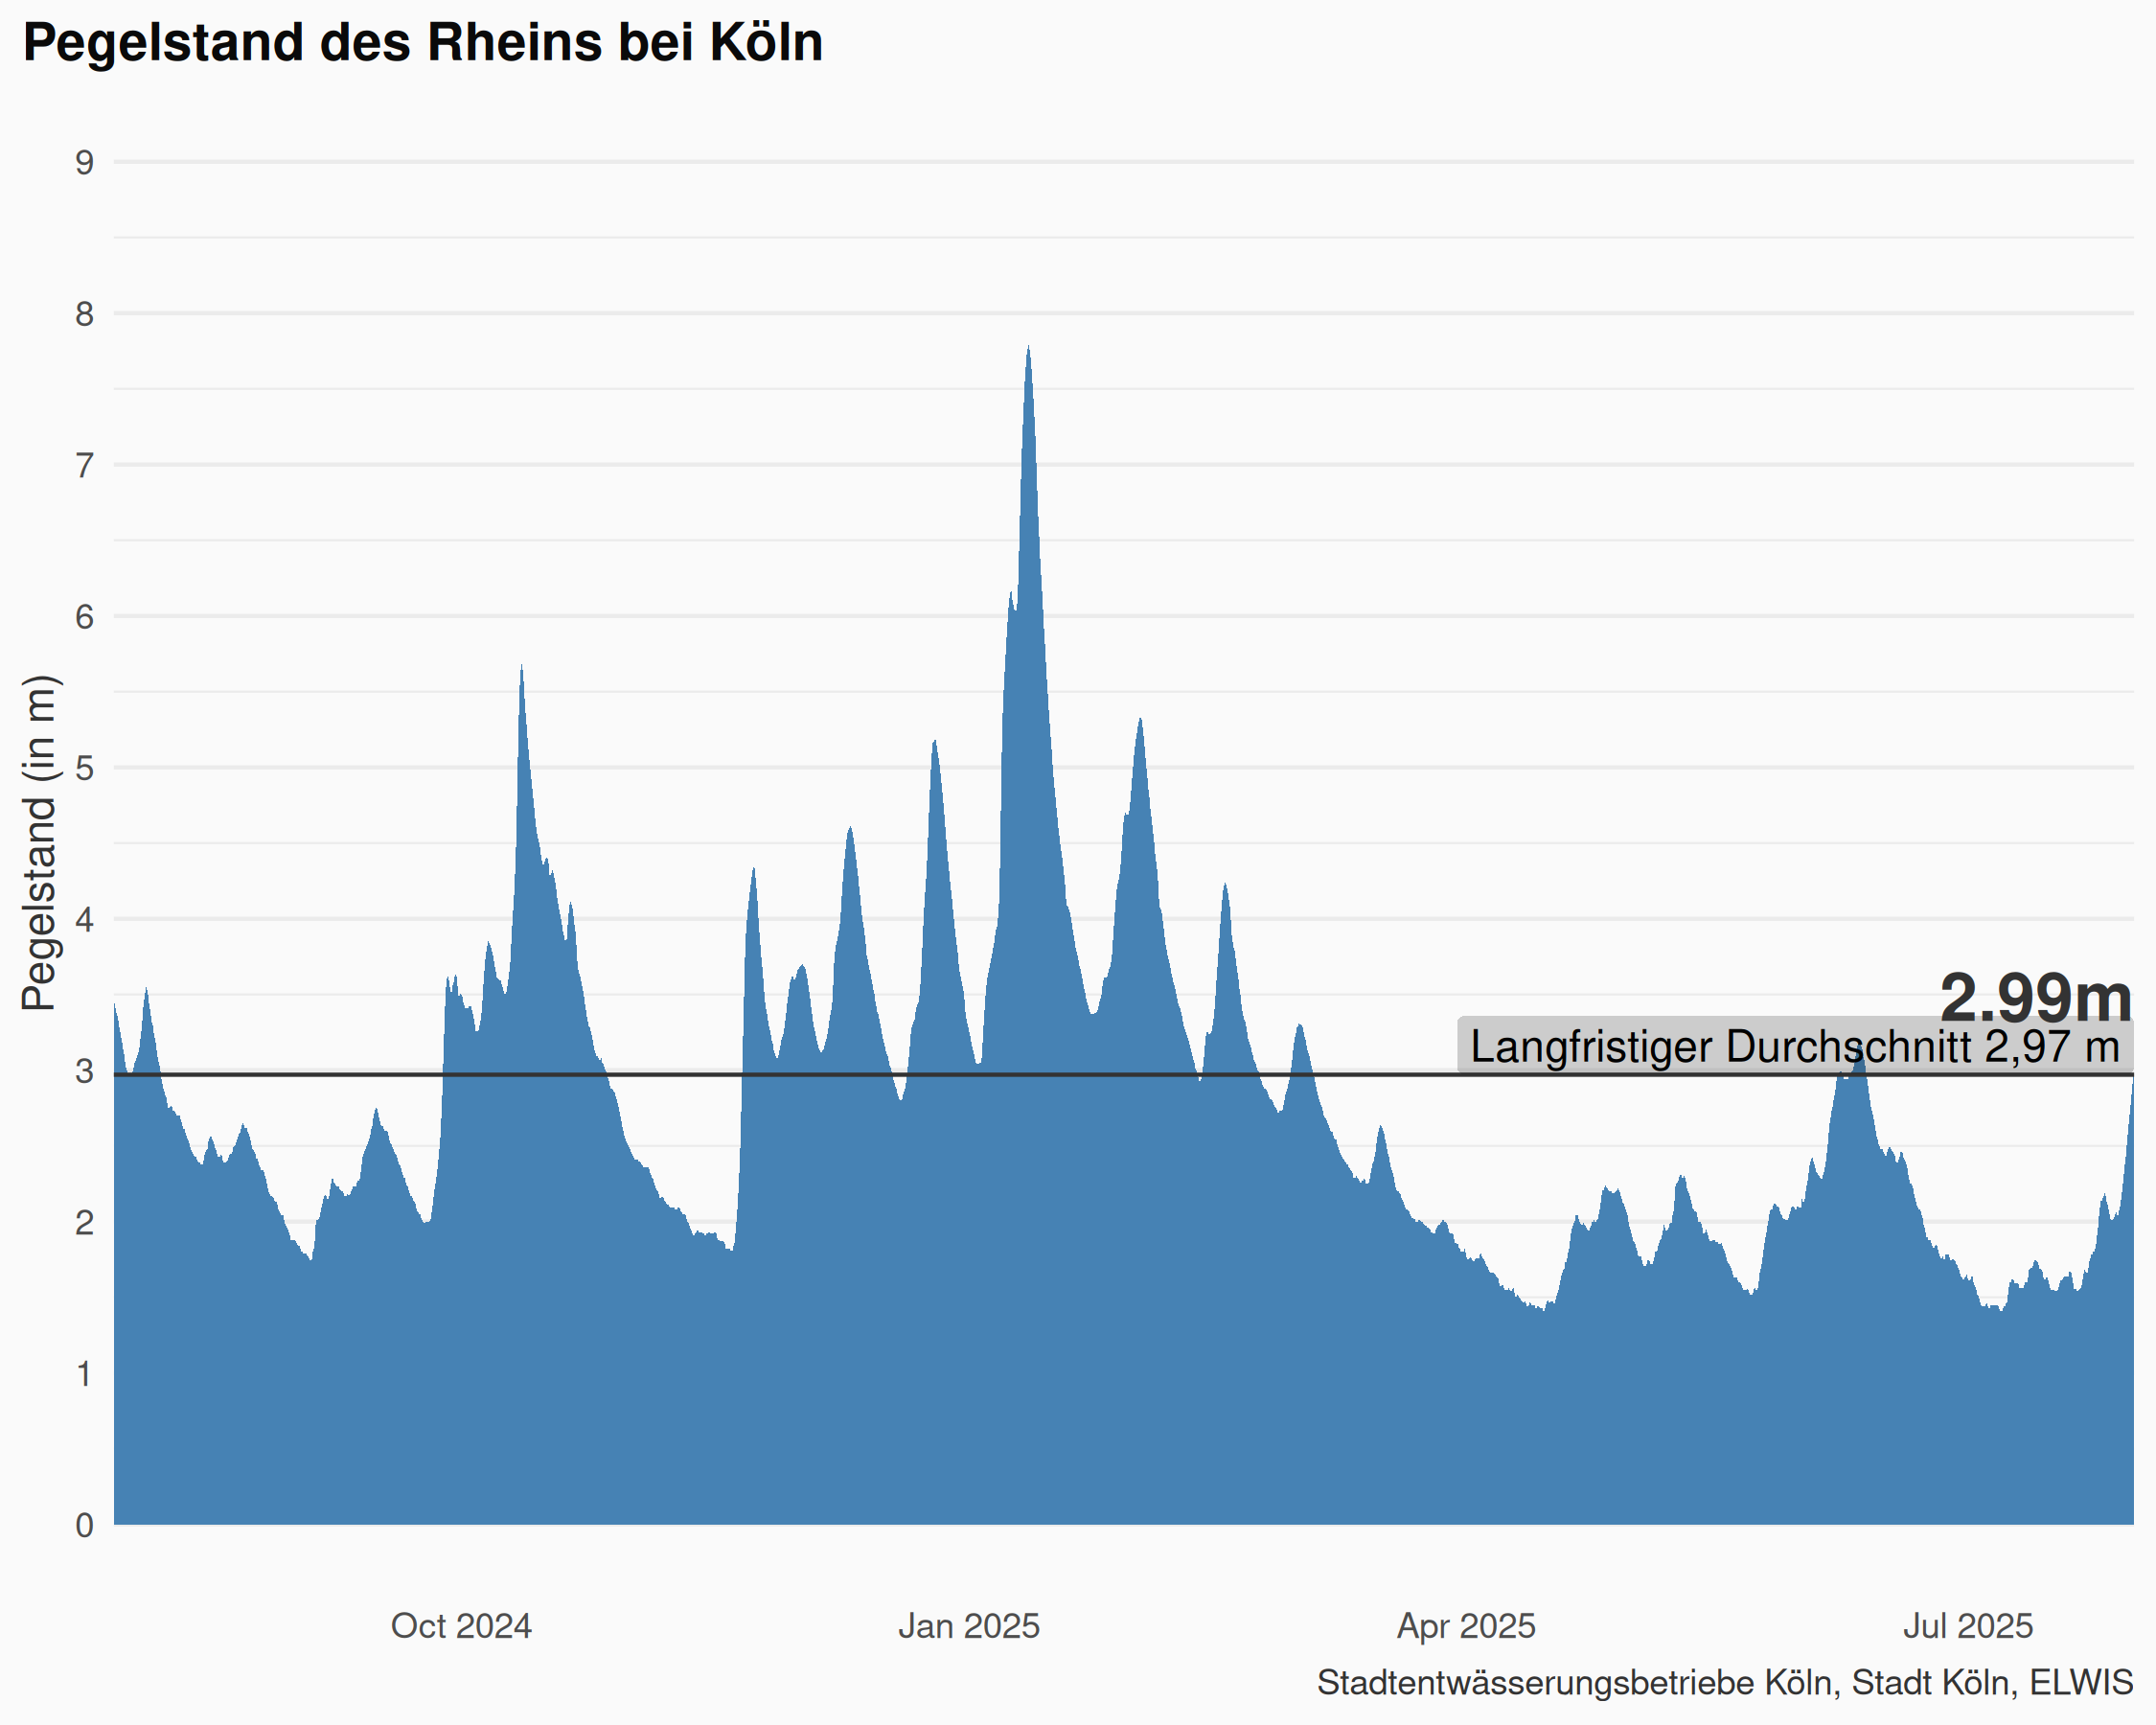 Pegelstand des Rheins bei Köln
Pegelstand (in m)
9
8
7
6
5
4
3
2
1
0
2.99m
Langfristiger Durchschnitt 2,97 m
Oct 2024
Jan 2025
Apr 2025
Jul 2025
Stadtentwässerungsbetriebe Köln, Stadt Köln, ELWIS